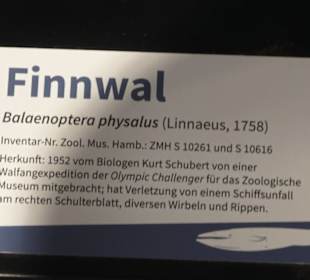 Finnwal
Balaenoptera physalus (Linnaeus, 1758)
Inventar-Nr. Zool. Mus. Hamb.: ZMH S 10261 und S 10616
Herkunft: 1952 vom Biologen Kurt Schubert von einer
Walfangexpedition der Olympic Challenger für das Zoologische
Museum mitgebracht; hat Verletzung von einem Schiffsunfall
am rechten Schulterblatt, diversen Wirbeln und Rippen.